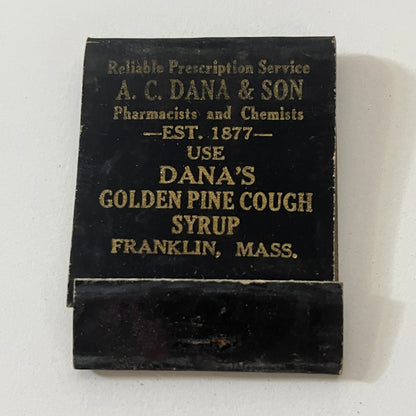 Reliable Prescription Service
A. C. DANA & SON
Pharmacists and Chemists
—EST. 1877—
USE
DANA'S
GOLDEN PINE COUGH
SYRUP
FRANKLIN, MASS.